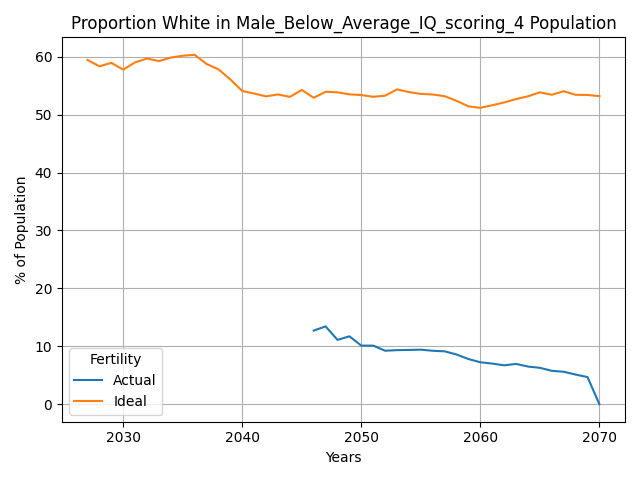 Proportion White in Male_Below_Average_IQ_scoring_4 Population
% of Population
60
50
40
30
20
10
0
Fertility
Actual
Ideal
2030
2040
2050
2060
2070
Years